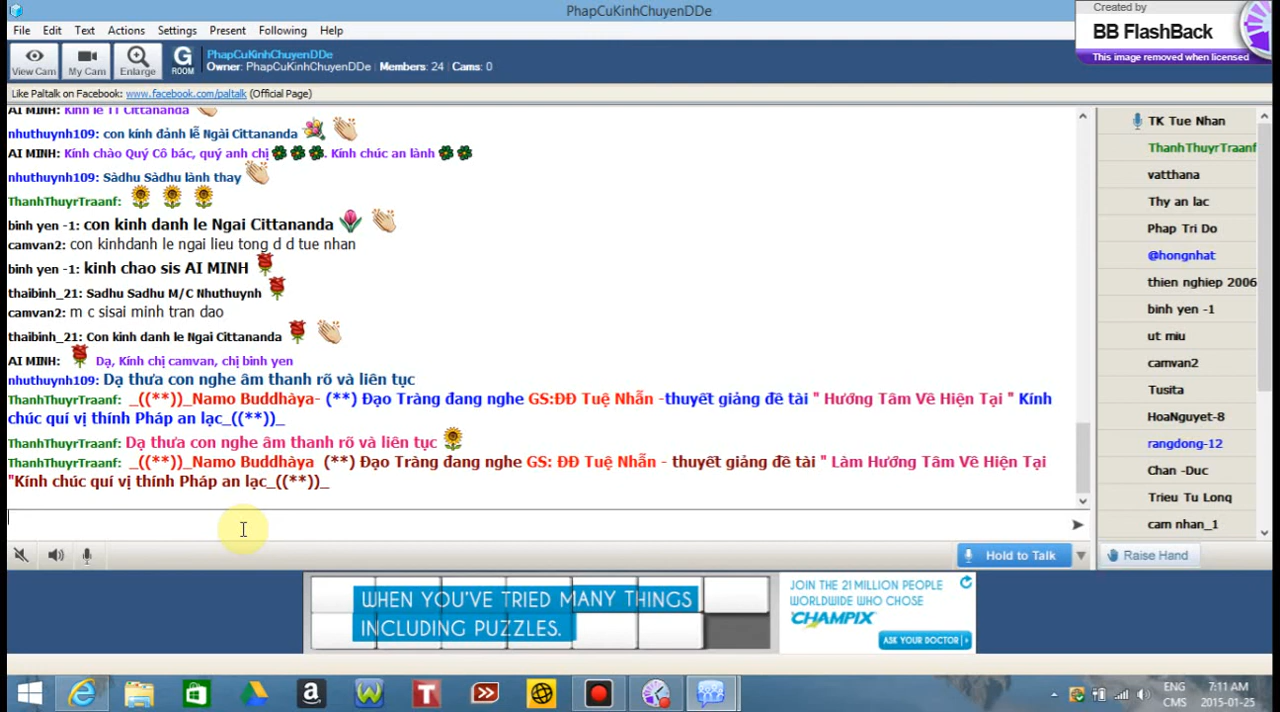 PhapCuKinhChuyenDDe
Created by
BB FlashBack
This image removed when licensed
File Edit Text Actions Settings Present Following Help
View Cam
My Cam
Enlarge
G ROOM
PhapCuKinhChuyenDDe
Owner: PhapCuKinhChuyenDDe Members: 24 Cams: 0
Like Paltalk on Facebook: www.facebook.com/paltalk (Official Page)
AI MINH: Kinh le TT Cittananda
nhuthuynh109: con kính đảnh lễ Ngài Cittananda
AI MINH: Kính chào Quý Cô bác, quý anh chị . Kính chúc an lành
nhuthuynh109: Sàdhu Sàdhu lành thay
ThanhThuyrTraanf:
binh yen -1: con kinh danh le Ngai Cittananda
camvan2: con kinhdanh le ngai lieu tong d d tue nhan
binh yen -1: kinh chao sis AI MINH
thaibinh_21: Sadhu Sadhu M/C Nhuthuynh
camvan2: m c sisai minh tran dao
thaibinh_21: Con kinh danh le Ngai Cittananda
AI MINH: Dạ, Kính chị camvan, chị binh yen
nhuthuynh109: Dạ thưa con nghe âm thanh rõ và liên tục
ThanhThuyrTraanf: _((**))_Namo Buddhàya- (**) Đạo Tràng đang nghe GS:ĐĐ Tuệ Nhẫn -thuyết giảng đề tài " Hướng Tâm Về Hiện Tại " Kính
chúc quí vị thính Pháp an lạc_((**))_
ThanhThuyrTraanf: Dạ thưa con nghe âm thanh rõ và liên tục
ThanhThuyrTraanf: _((**))_Namo Buddhàya (**) Đạo Tràng đang nghe GS: ĐĐ Tuệ Nhẫn - thuyết giảng đề tài " Làm Hướng Tâm Về Hiện Tại
"Kính chúc quí vị thính Pháp an lạc_((**))_
TK Tue Nhan
ThanhThuyrTraanf
vatthana
Thy an lac
Phap Tri Do
@hongnhat
thien nghiep 2006
binh yen -1
ut miu
camvan2
Tusita
HoaNguyet-8
rangdong-12
Chan -Duc
Trieu Tu Long
cam nhan_1
Hold to Talk
Raise Hand
WHEN YOU'VE TRIED MANY THINGS
INCLUDING PUZZLES.
JOIN THE 21 MILLION PEOPLE
WORLDWIDE WHO CHOSE
CHAMPIX
ASK YOUR DOCTOR
ENG
CMS
7:11 AM
2015-01-25